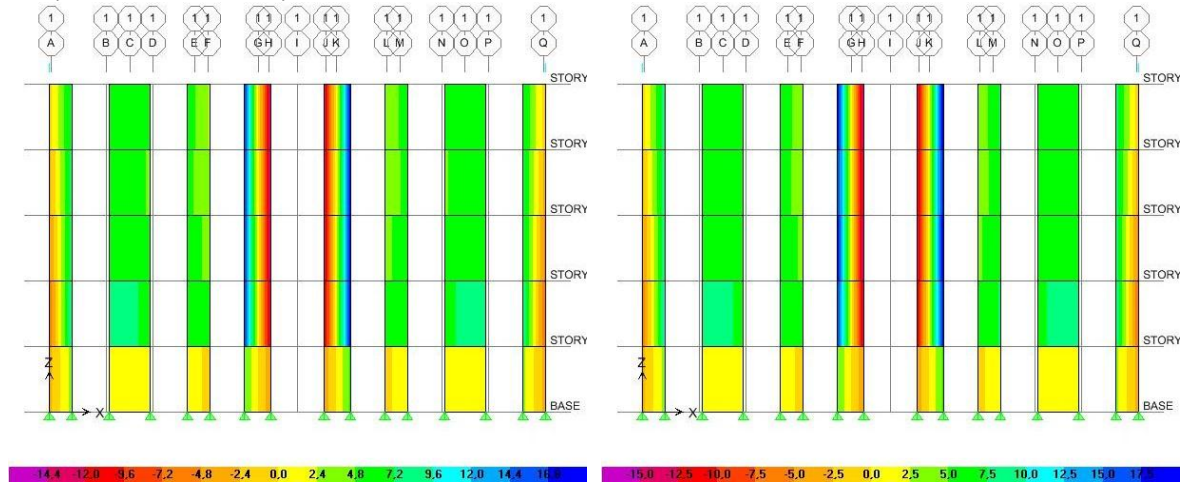 1 1 1 1 1 1 1 1 1 1 1 1 1 1 1 1 1
A B C D E F G H I J K L M N O P Q
STORY
STORY
STORY
STORY
STORY
Z
X
BASE
-14,4 -12,0 -9,6 -7,2 -4,8 -2,4 0,0 2,4 4,8 7,2 9,6 12,0 14,4
1 1 1 1 1 1 1 1 1 1 1 1 1 1 1 1 1
A B C D E F G H I J K L M N O P Q
STORY
STORY
STORY
STORY
STORY
Z
X
BASE
-15,0 -12,5 -10,0 -7,5 -5,0 -2,5 0,0 2,5 5,0 7,5 10,0 12,5 15,0